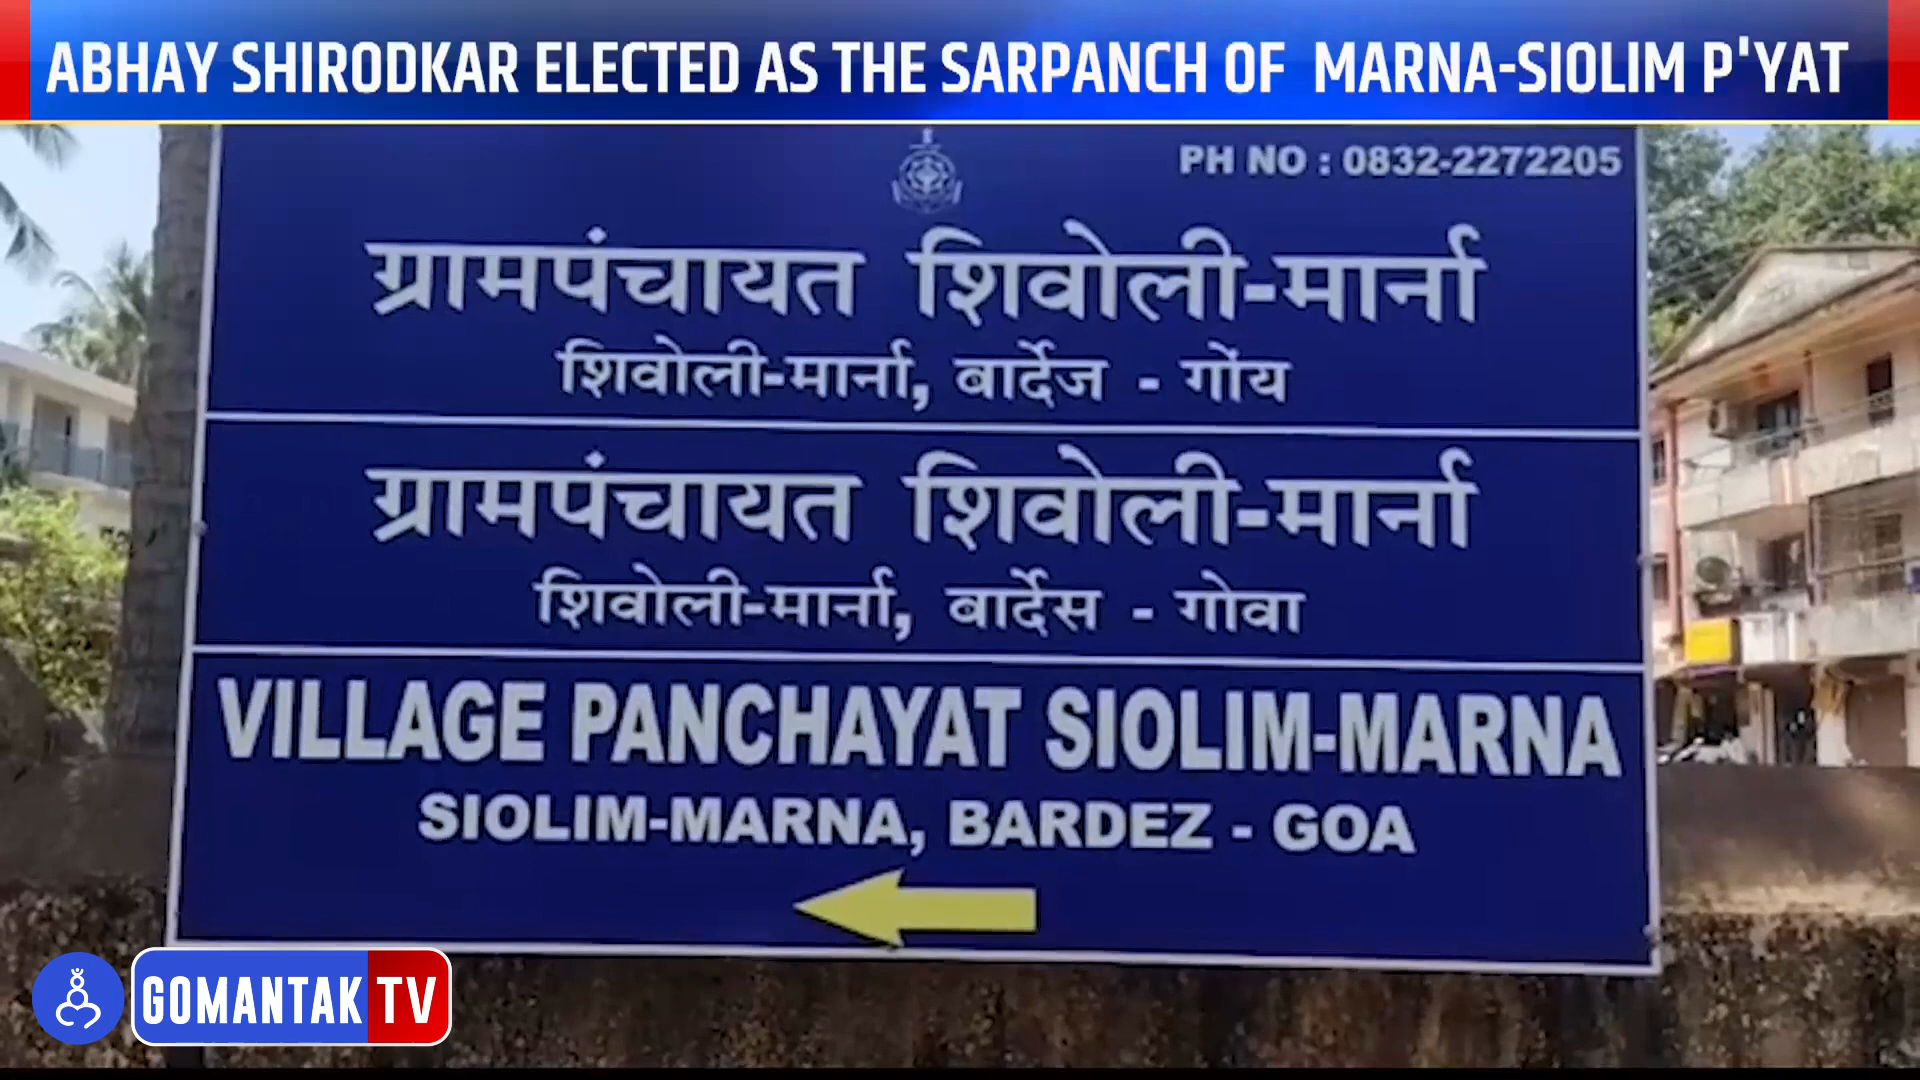 ABHAY SHIRODKAR ELECTED AS THE SARPANCH OF MARNA-SIOLIM P'YAT
PH NO : 0832-2272205
ग्रामपंचायत शिवोली-मार्ना
शिवोली-मार्ना, बार्देज - गोंय
ग्रामपंचायत शिवोली-मार्ना
शिवोली-मार्ना, बार्देस - गोवा
VILLAGE PANCHAYAT SIOLIM-MARNA
SIOLIM-MARNA, BARDEZ - GOA
GOMANTAK TV